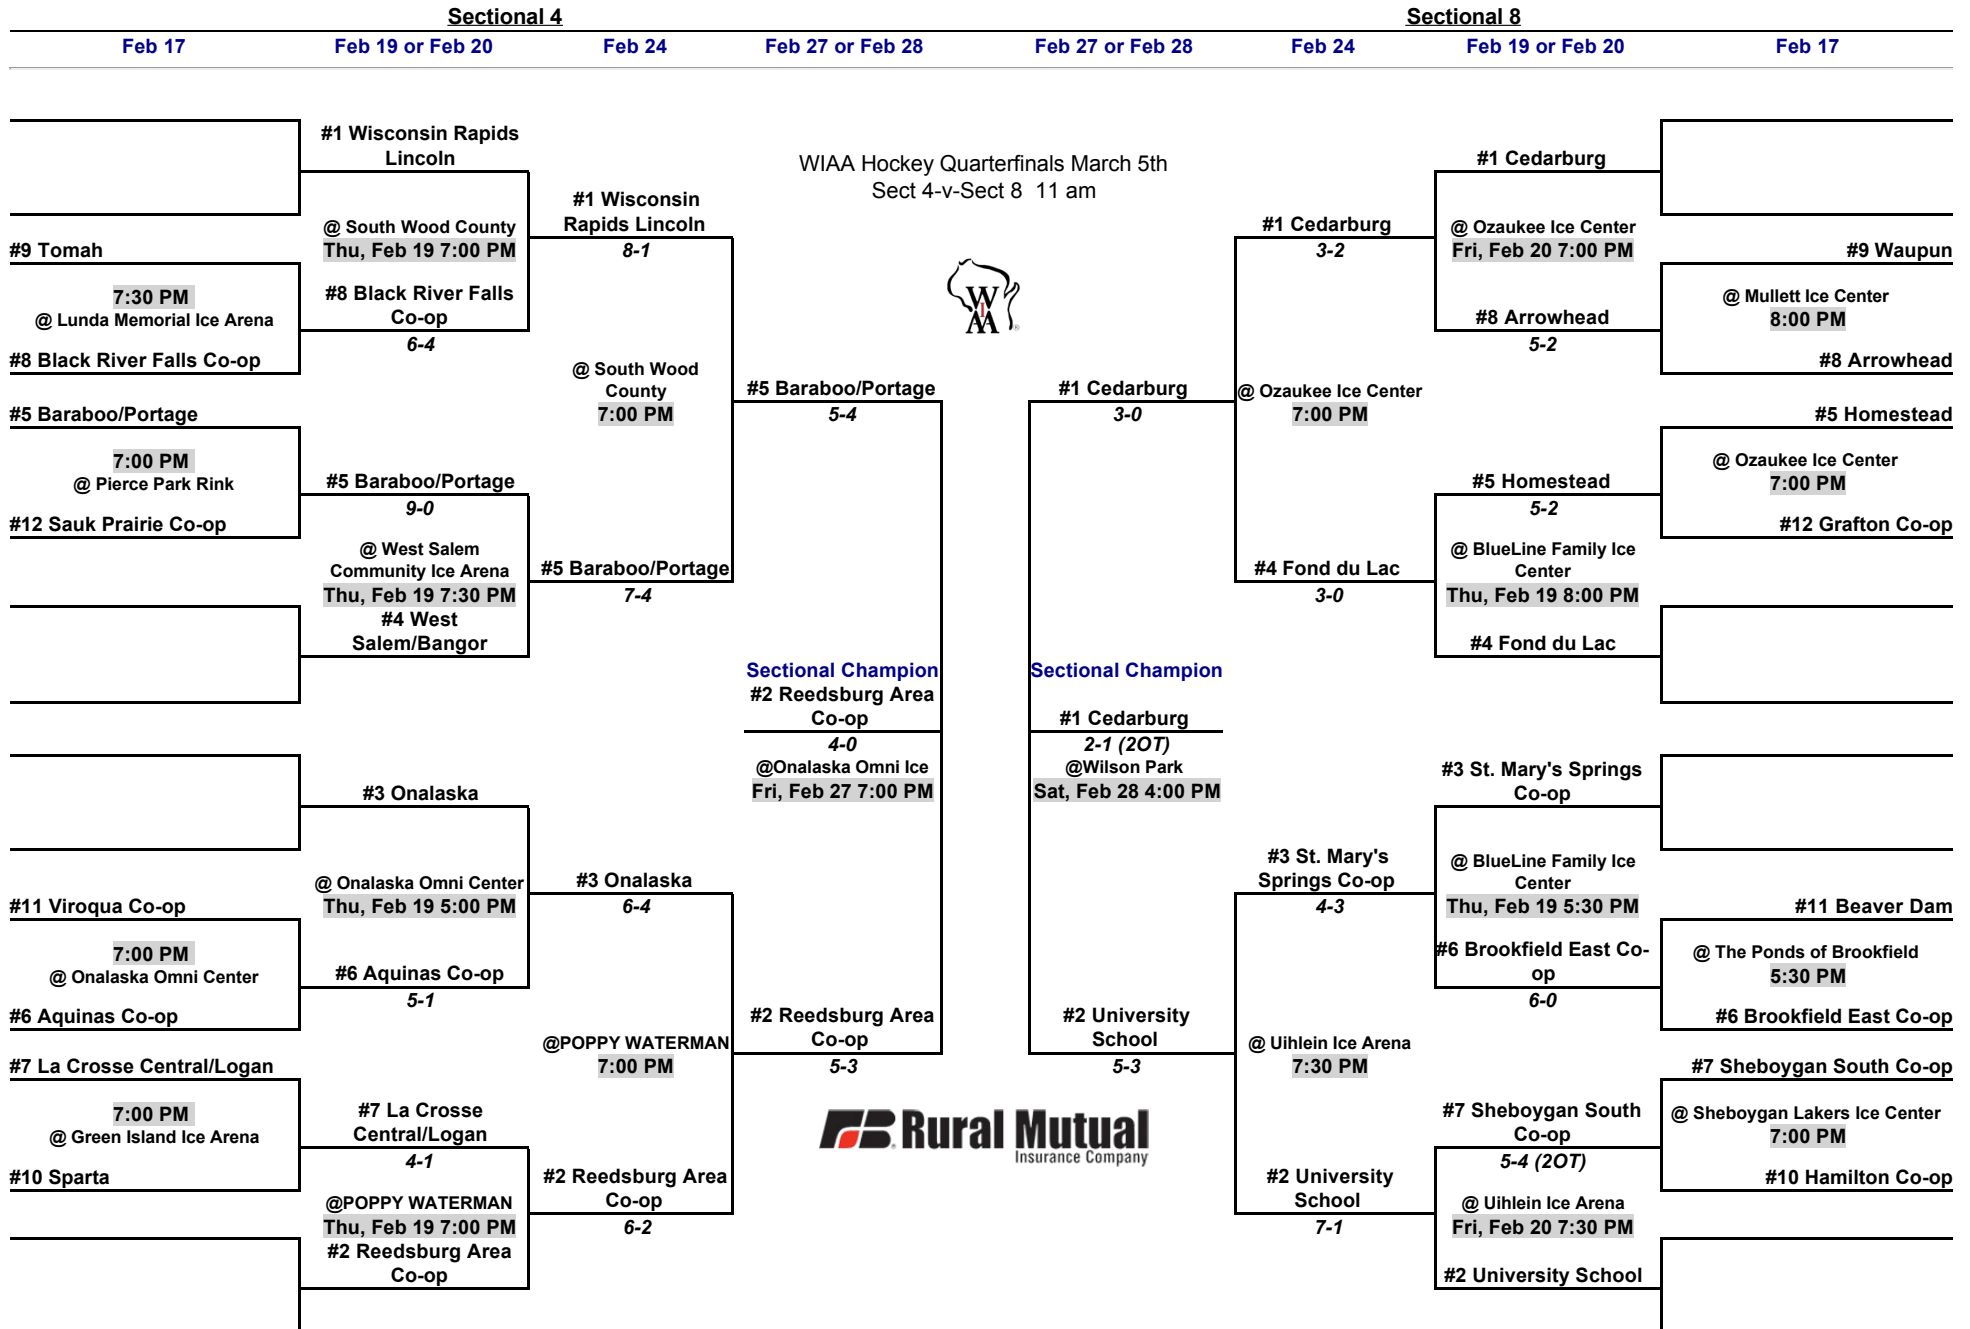 Sectional 4
Sectional 8
Feb 17
Feb 19 or Feb 20
Feb 24
Feb 27 or Feb 28
Feb 27 or Feb 28
Feb 24
Feb 19 or Feb 20
Feb 17
WIAA Hockey Quarterfinals March 5th
Sect 4-v-Sect 8 11 am
#9 Tomah
7:30 PM
@ Lunda Memorial Ice Arena
#8 Black River Falls Co-op
#5 Baraboo/Portage
7:00 PM
@ Pierce Park Rink
#12 Sauk Prairie Co-op
#11 Viroqua Co-op
7:00 PM
@ Onalaska Omni Center
#6 Aquinas Co-op
#7 La Crosse Central/Logan
7:00 PM
@ Green Island Ice Arena
#10 Sparta
#1 Wisconsin Rapids
Lincoln
@ South Wood County
Thu, Feb 19 7:00 PM
#8 Black River Falls
Co-op
6-4
#5 Baraboo/Portage
9-0
@ West Salem
Community Ice Arena
Thu, Feb 19 7:30 PM
#4 West
Salem/Bangor
#3 Onalaska
@ Onalaska Omni Center
Thu, Feb 19 5:00 PM
#6 Aquinas Co-op
5-1
#7 La Crosse
Central/Logan
4-1
@POPPY WATERMAN
Thu, Feb 19 7:00 PM
#2 Reedsburg Area
Co-op
#1 Wisconsin
Rapids Lincoln
8-1
@ South Wood
County
7:00 PM
#5 Baraboo/Portage
7-4
#3 Onalaska
6-4
@POPPY WATERMAN
7:00 PM
#2 Reedsburg Area
Co-op
6-2
#5 Baraboo/Portage
5-4
Sectional Champion
#2 Reedsburg Area
Co-op
4-0
@Onalaska Omni Ice
Fri, Feb 27 7:00 PM
#2 Reedsburg Area
Co-op
5-3
W
I
AA
®
Rural Mutual
Insurance Company
#1 Cedarburg
3-0
Sectional Champion
#1 Cedarburg
2-1 (2OT)
@Wilson Park
Sat, Feb 28 4:00 PM
#2 University
School
5-3
#1 Cedarburg
3-2
@ Ozaukee Ice Center
7:00 PM
#4 Fond du Lac
3-0
#3 St. Mary's
Springs Co-op
4-3
@ Uihlein Ice Arena
7:30 PM
#2 University
School
7-1
#1 Cedarburg
@ Ozaukee Ice Center
Fri, Feb 20 7:00 PM
#8 Arrowhead
5-2
#5 Homestead
5-2
@ BlueLine Family Ice
Center
Thu, Feb 19 8:00 PM
#4 Fond du Lac
#3 St. Mary's Springs
Co-op
@ BlueLine Family Ice
Center
Thu, Feb 19 5:30 PM
#6 Brookfield East Co-
op
6-0
#7 Sheboygan South
Co-op
5-4 (2OT)
@ Uihlein Ice Arena
Fri, Feb 20 7:30 PM
#2 University School
#9 Waupun
@ Mullett Ice Center
8:00 PM
#8 Arrowhead
#5 Homestead
@ Ozaukee Ice Center
7:00 PM
#12 Grafton Co-op
#11 Beaver Dam
@ The Ponds of Brookfield
5:30 PM
#6 Brookfield East Co-op
#7 Sheboygan South Co-op
@ Sheboygan Lakers Ice Center
7:00 PM
#10 Hamilton Co-op